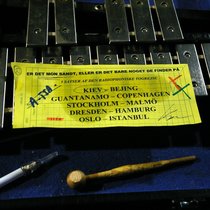 ER DET MON SANDT, ELLER ER DET BARE NOGET DE FINDER PÅ
KIEV – BEIJING
GUANTANAMO – COPENHAGEN
STOCKHOLM – MALMÖ
DRESDEN – HAMBURG
OSLO – ISTANBUL